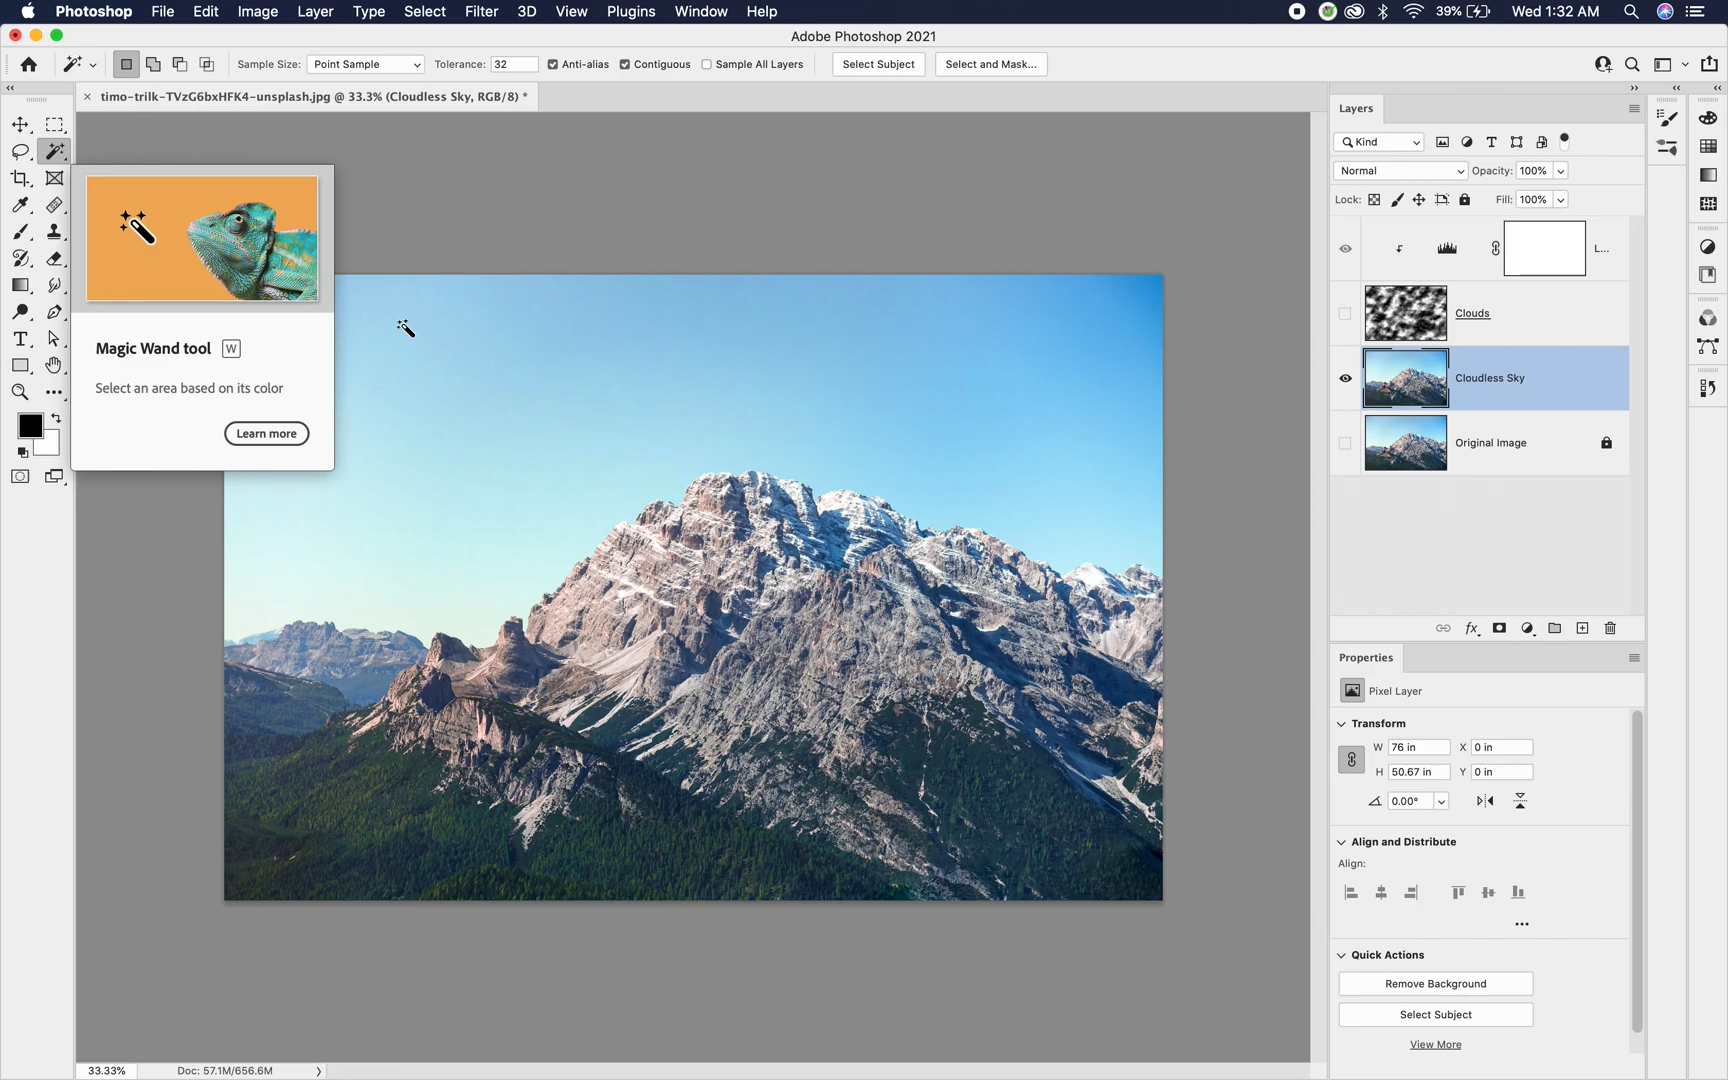 Photoshop File Edit Image Layer Type Select Filter 3D View Plugins Window Help 39% Wed 1:32 AM
Adobe Photoshop 2021
Sample Size: Point Sample Tolerance: 32 Anti-alias Contiguous Sample All Layers Select Subject Select and Mask...
timo-trilk-TVzG6bxHFK4-unsplash.jpg @ 33.3% (Cloudless Sky, RGB/8) *
Magic Wand tool W
Select an area based on its color
Learn more
Layers
Kind
Normal Opacity: 100%
Lock: Fill: 100%
L...
Clouds
Cloudless Sky
Original Image
fx
Properties
Pixel Layer
Transform
W 76 in X 0 in
H 50.67 in Y 0 in
0.00°
Align and Distribute
Align:
Quick Actions
Remove Background
Select Subject
View More
33.33% Doc: 57.1M/656.6M